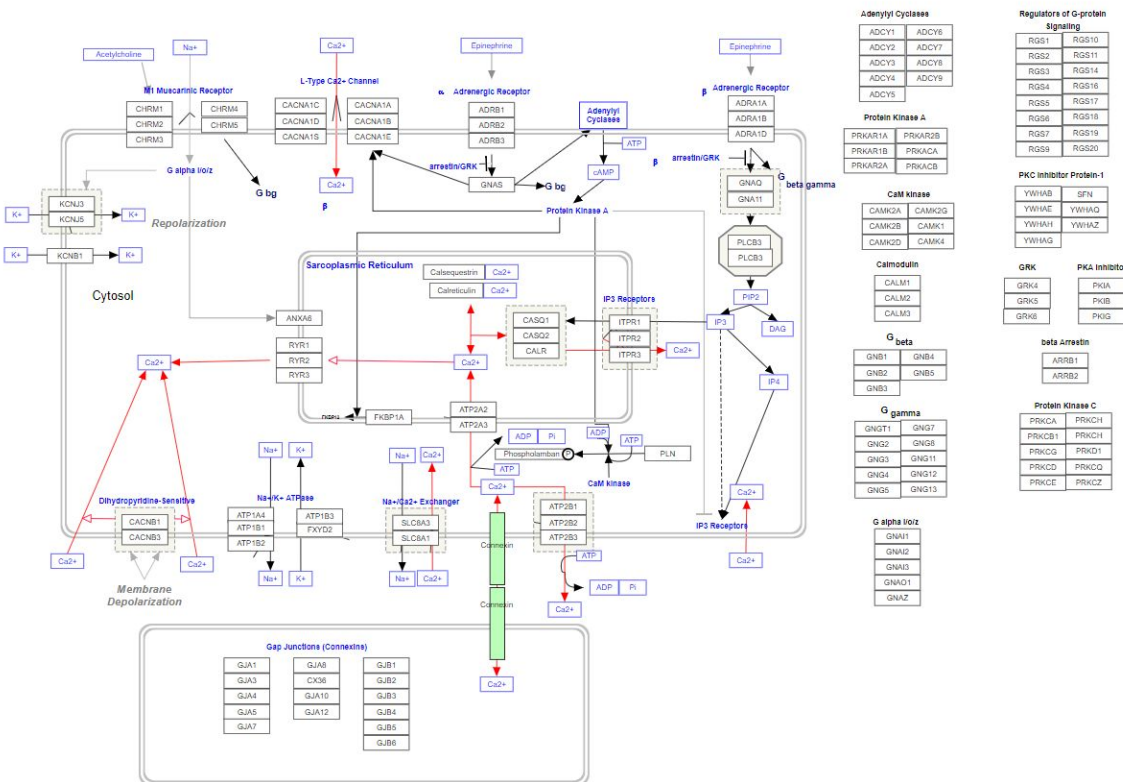 Acetylcholine
Na+
M1 Muscarinic Receptor
CHRM1
CHRM2
CHRM3
CHRM4
CHRM5
Ca2+
L-Type Ca2+ Channel
CACNA1C
CACNA1D
CACNA1S
CACNA1A
CACNA1B
CACNA1E
Ca2+
β
Epinephrine
α Adrenergic Receptor
ADRB1
ADRB2
ADRB3
arrestin/GRK
GNAS
G bg
Adenylyl
Cyclases
ATP
cAMP
Protein Kinase A
Epinephrine
β Adrenergic Receptor
ADRA1A
ADRA1B
ADRA1D
β arrestin/GRK
G
beta gamma
GNAQ
GNA11
PLCB3
PLCB3
PIP2
IP3
DAG
IP4
IP3 Receptors
G alpha i/o/z
G bg
K+
KCNJ3
KCNJ5
K+
Repolarization
K+
KCNB1
K+
Cytosol
Sarcoplasmic Reticulum
Calsequestrin
Ca2+
Calreticulin
Ca2+
IP3 Receptors
ANXA6
CASQ1
CASQ2
CALR
ITPR1
ITPR2
ITPR3
Ca2+
RYR1
RYR2
RYR3
Ca2+
Ca2+
FKBP12
FKBP1A
ATP2A2
ATP2A3
ADP
Pi
ATP
Phospholamban
P
ADP
ATP
PLN
CaM kinase
Dihydropyridine-Sensitive
CACNB1
CACNB3
Ca2+
Ca2+
Membrane
Depolarization
Na+
K+
Na+/K+ ATPase
ATP1A4
ATP1B1
ATP1B2
ATP1B3
FXYD2
Na+
K+
Na+
Ca2+
Na+/Ca2+ Exchanger
SLC8A3
SLC8A1
Na+
Ca2+
Ca2+
Connexin
Connexin
Ca2+
ATP2B1
ATP2B2
ATP2B3
ATP
ADP
Pi
Ca2+
Ca2+
Ca2+
Gap Junctions (Connexins)
GJA1
GJA3
GJA4
GJA5
GJA7
GJA8
CX36
GJA10
GJA12
GJB1
GJB2
GJB3
GJB4
GJB5
GJB6
Adenylyl Cyclases
ADCY1
ADCY6
ADCY2
ADCY7
ADCY3
ADCY8
ADCY4
ADCY9
ADCY5
Protein Kinase A
PRKAR1A
PRKAR2B
PRKAR1B
PRKACA
PRKAR2A
PRKACB
CaM kinase
CAMK2A
CAMK2G
CAMK2B
CAMK1
CAMK2D
CAMK4
Calmodulin
CALM1
CALM2
CALM3
G beta
GNB1
GNB4
GNB2
GNB5
GNB3
G gamma
GNGT1
GNG7
GNG2
GNG8
GNG3
GNG11
GNG4
GNG12
GNG5
GNG13
G alpha i/o/z
GNAI1
GNAI2
GNAI3
GNAO1
GNAZ
Regulators of G-protein
Signaling
RGS1
RGS10
RGS2
RGS11
RGS3
RGS14
RGS4
RGS16
RGS5
RGS17
RGS6
RGS18
RGS7
RGS19
RGS9
RGS20
PKC Inhibitor Protein-1
YWHAB
SFN
YWHAE
YWHAQ
YWHAH
YWHAZ
YWHAG
GRK
GRK4
GRK5
GRK6
PKA Inhibitor
PKIA
PKIB
PKIG
beta Arrestin
ARRB1
ARRB2
Protein Kinase C
PRKCA
PRKCH
PRKCB1
PRKCH
PRKCG
PRKD1
PRKCD
PRKCQ
PRKCE
PRKCZ